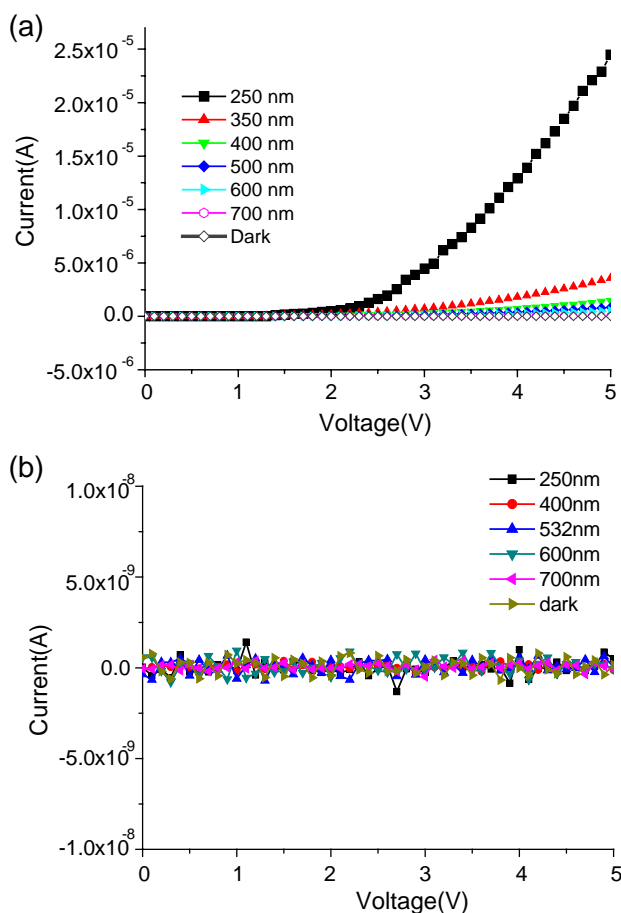 (a)
2.5x10⁻⁵
2.0x10⁻⁵
1.5x10⁻⁵
1.0x10⁻⁵
5.0x10⁻⁶
0.0
-5.0x10⁻⁶
Current(A)
250 nm
350 nm
400 nm
500 nm
600 nm
700 nm
Dark
0 1 2 3 4 5
Voltage(V)
(b)
1.0x10⁻⁸
5.0x10⁻⁹
0.0
-5.0x10⁻⁹
-1.0x10⁻⁸
Current(A)
250nm
400nm
532nm
600nm
700nm
dark
0 1 2 3 4 5
Voltage(V)